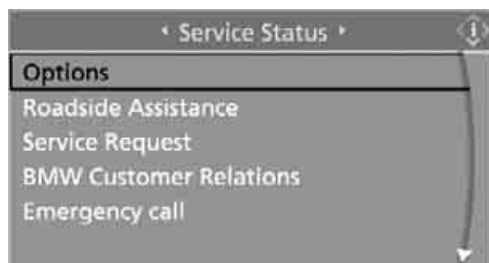 Service Status
Options
Roadside Assistance
Service Request
BMW Customer Relations
Emergency call